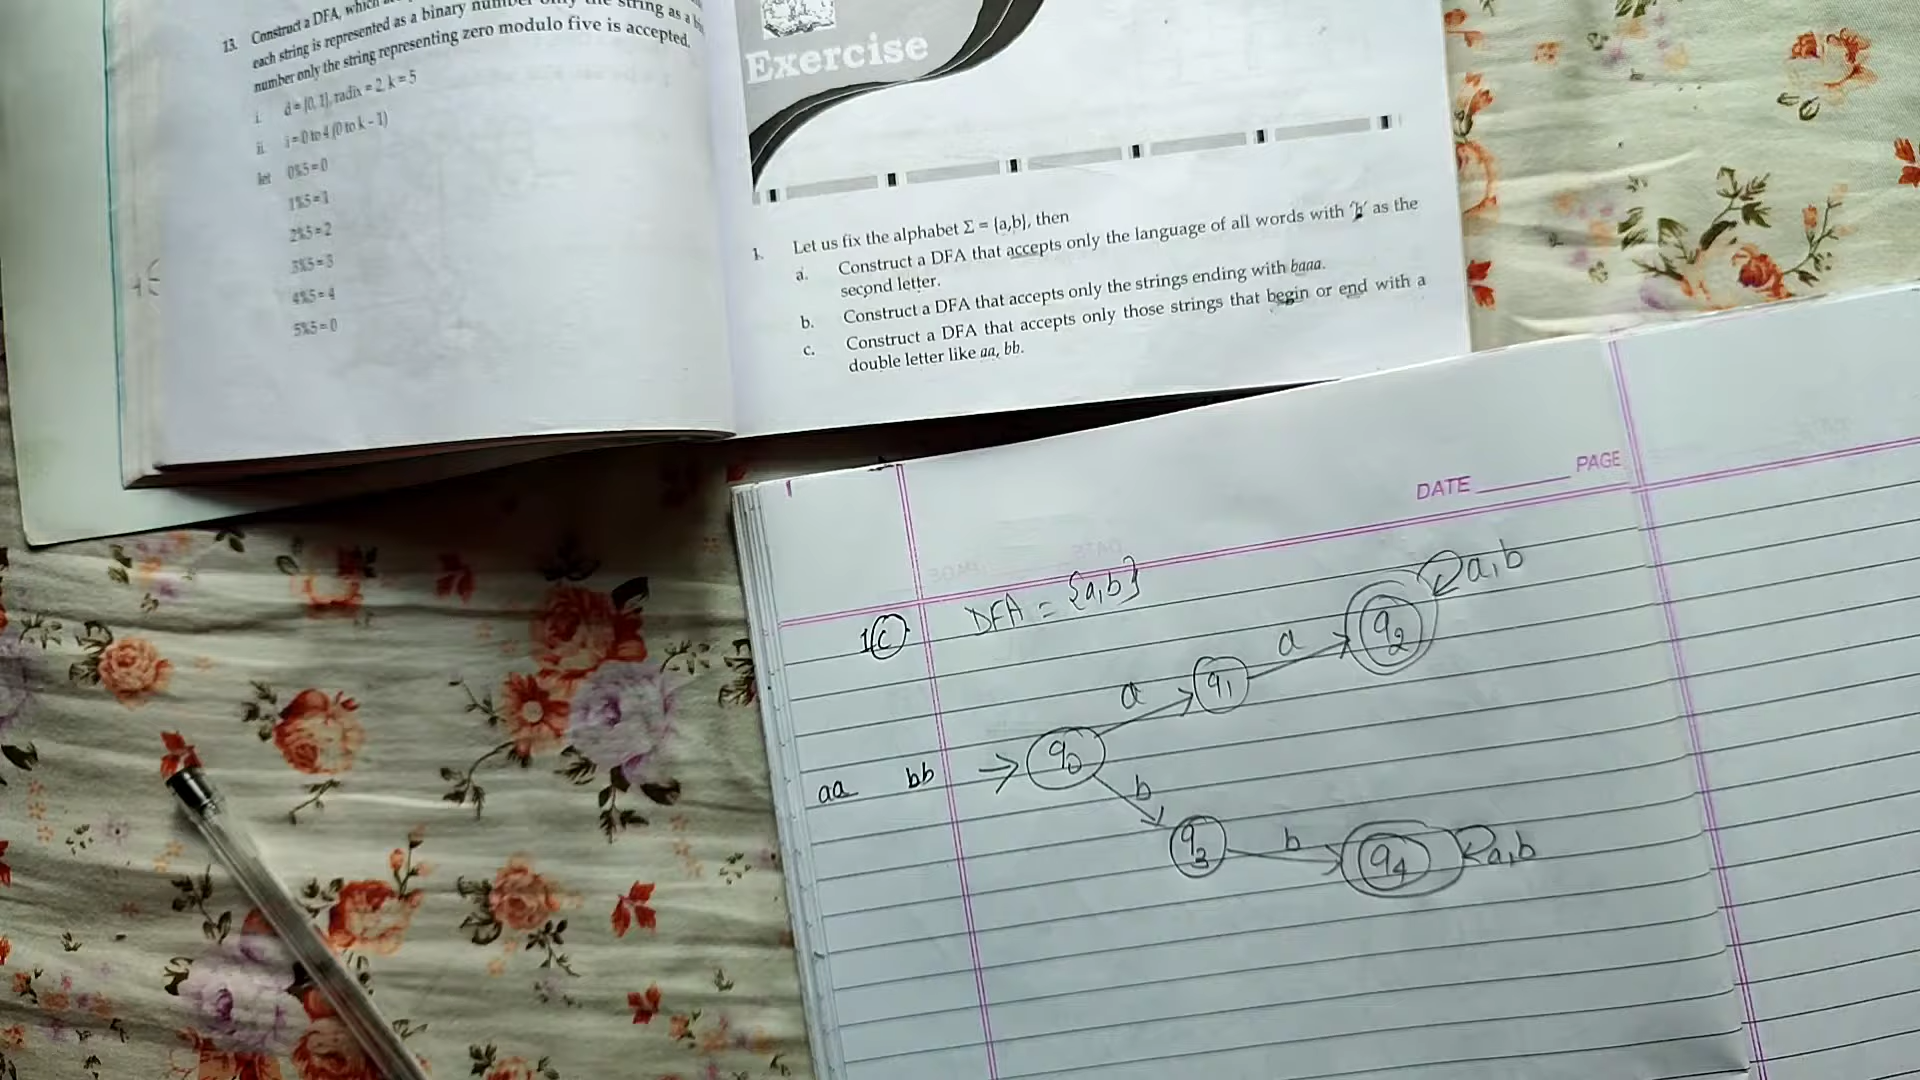 13. Construct a DFA, which
each string is represented as a binary number only the string as a
number only the string representing zero modulo five is accepted.
i. d = {0, 1}, radix = 2, k = 5
ii. i = 0 to 4 (0 to k - 1)
let 0%5 = 0
1%5 = 1
2%5 = 2
3%5 = 3
4%5 = 4
5%5 = 0
Exercise
1. Let us fix the alphabet Σ = {a,b}, then
a. Construct a DFA that accepts only the language of all words with 'b' as the
second letter.
b. Construct a DFA that accepts only the strings ending with baaa.
c. Construct a DFA that accepts only those strings that begin or end with a
double letter like aa, bb.
DATE PAGE
1(c) DFA = {a,b}
a,b
q2
a
q1
a
q0
aa bb
b
q3
b
q4
a,b